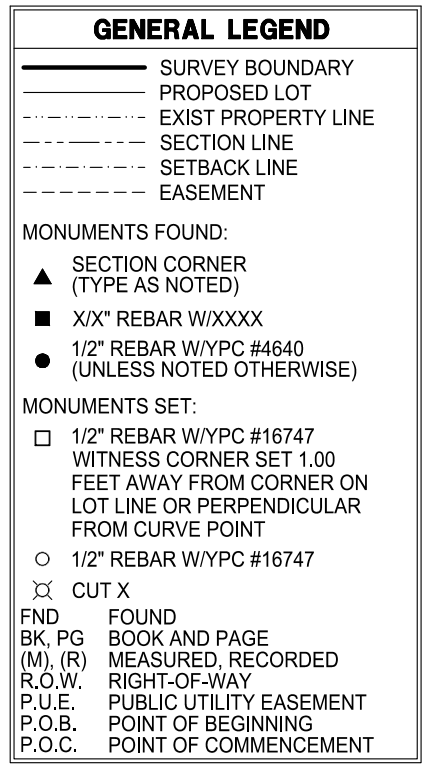 GENERAL LEGEND
SURVEY BOUNDARY
PROPOSED LOT
EXIST PROPERTY LINE
SECTION LINE
SETBACK LINE
EASEMENT
MONUMENTS FOUND:
SECTION CORNER
(TYPE AS NOTED)
X/X" REBAR W/XXXX
1/2" REBAR W/YPC #4640
(UNLESS NOTED OTHERWISE)
MONUMENTS SET:
1/2" REBAR W/YPC #16747
WITNESS CORNER SET 1.00
FEET AWAY FROM CORNER ON
LOT LINE OR PERPENDICULAR
FROM CURVE POINT
1/2" REBAR W/YPC #16747
CUT X
FND FOUND
BK, PG BOOK AND PAGE
(M), (R) MEASURED, RECORDED
R.O.W. RIGHT-OF-WAY
P.U.E. PUBLIC UTILITY EASEMENT
P.O.B. POINT OF BEGINNING
P.O.C. POINT OF COMMENCEMENT